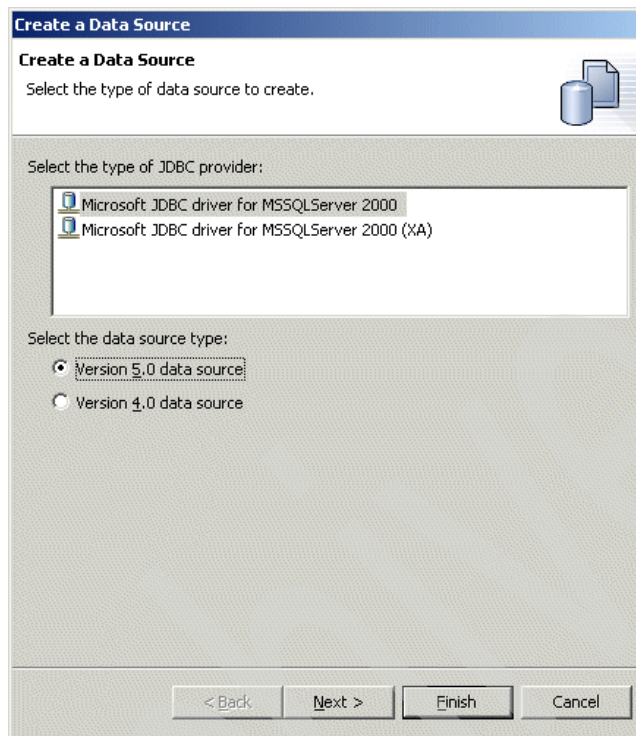 Create a Data Source
Create a Data Source
Select the type of data source to create.
Select the type of JDBC provider:
Microsoft JDBC driver for MSSQLServer 2000
Microsoft JDBC driver for MSSQLServer 2000 (XA)
Select the data source type:
Version 5.0 data source
Version 4.0 data source
< Back Next > Finish Cancel